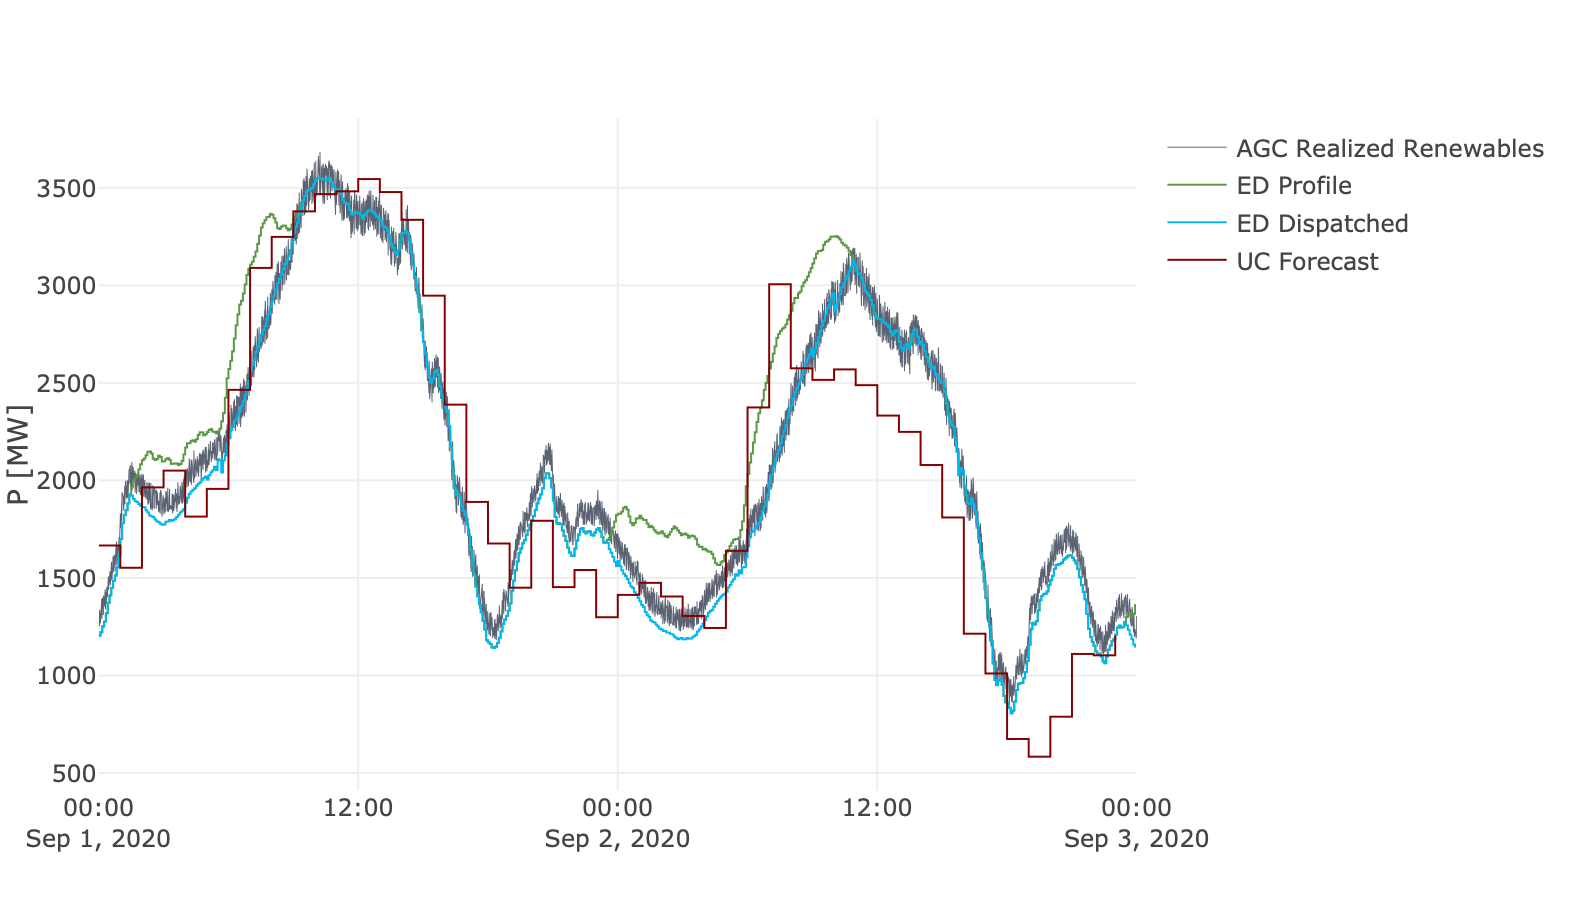 AGC Realized Renewables
ED Profile
ED Dispatched
UC Forecast
P [MW]
3500
3000
2500
2000
1500
1000
500
00:00 12:00 00:00 12:00 00:00
Sep 1, 2020 Sep 2, 2020 Sep 3, 2020